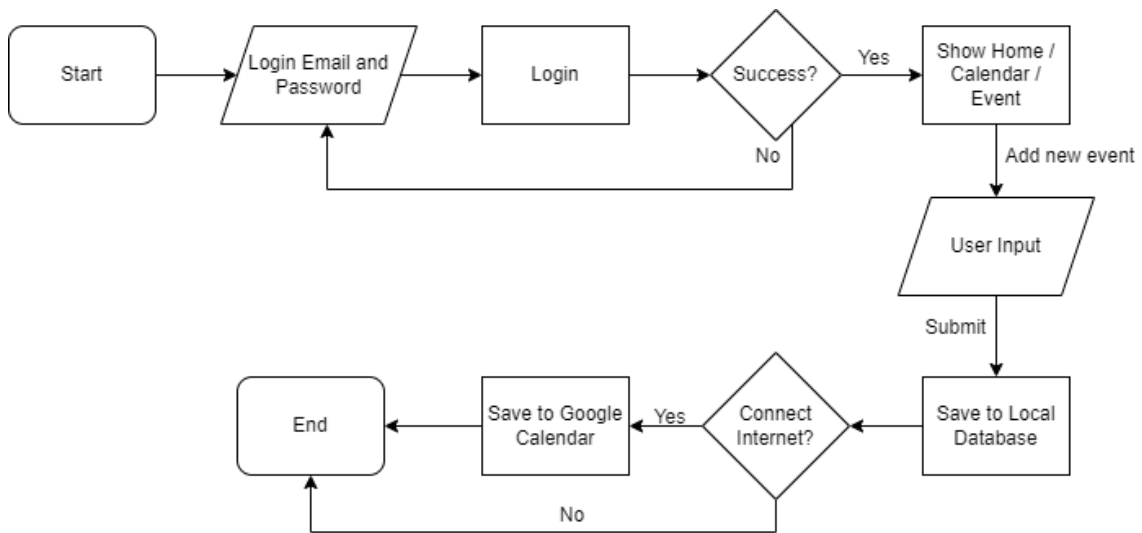 Start
Login Email and
Password
Login
Success?
Yes
Show Home /
Calendar /
Event
No
Add new event
User Input
Submit
Save to Local
Database
Connect
Internet?
Yes
Save to Google
Calendar
End
No